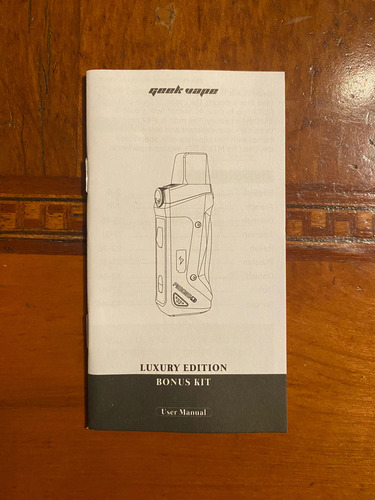 geek vape
LUXURY EDITION
BONUS KIT
User Manual